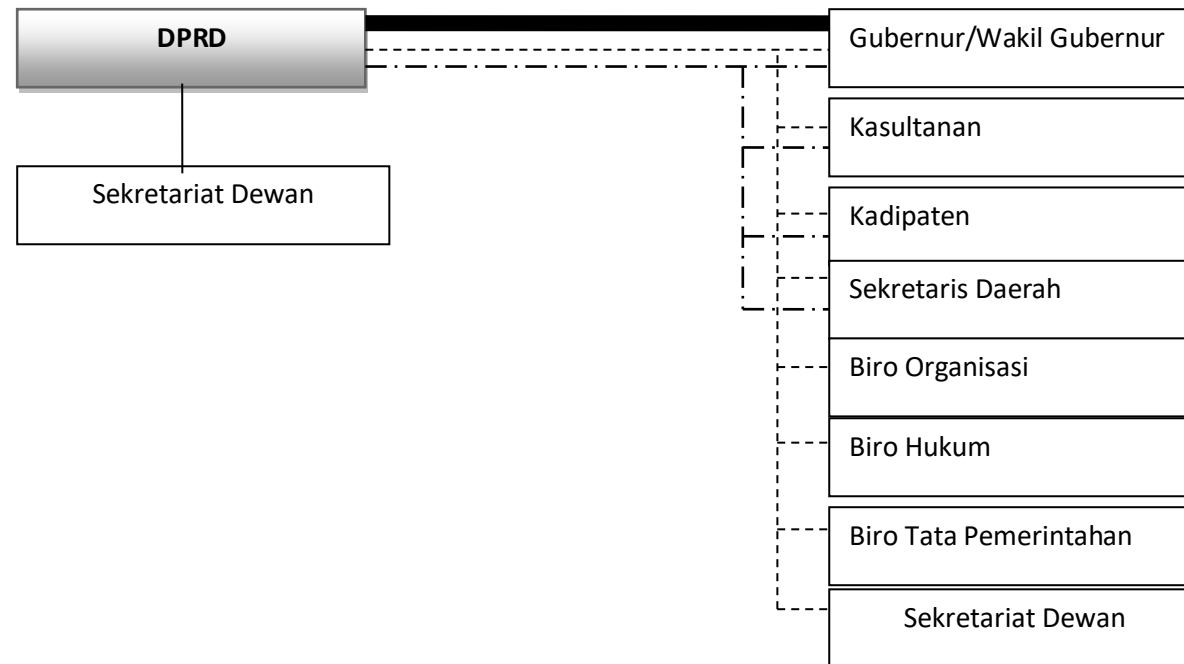 DPRD
Sekretariat Dewan
Gubernur/Wakil Gubernur
Kasultanan
Kadipaten
Sekretaris Daerah
Biro Organisasi
Biro Hukum
Biro Tata Pemerintahan
Sekretariat Dewan